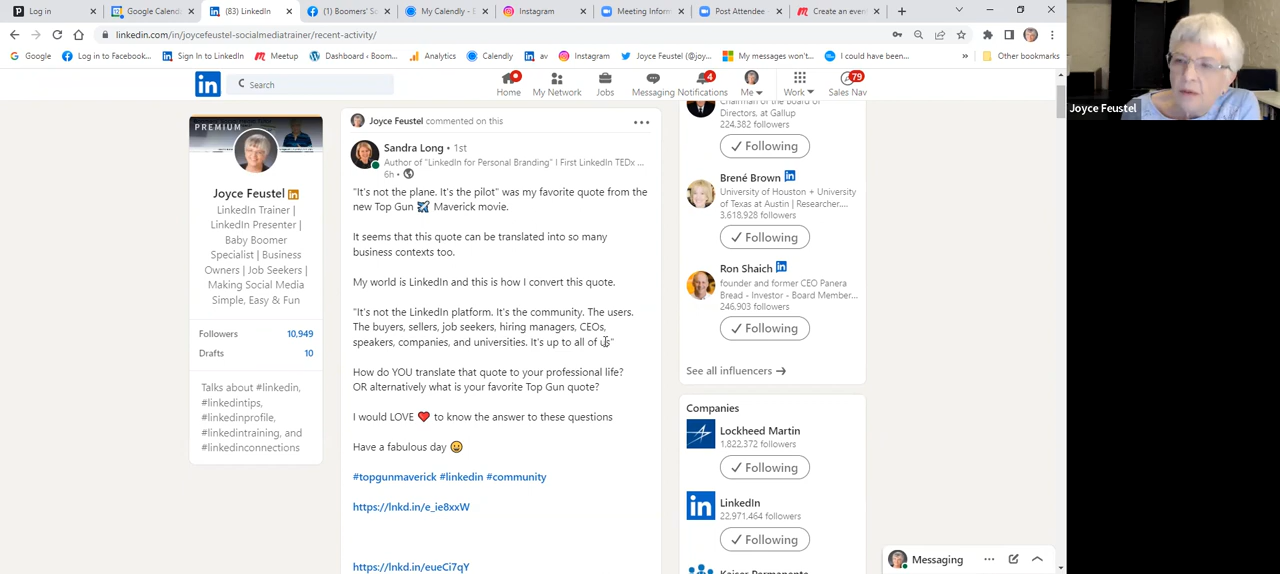 Log in
Google Calenda
(83) LinkedIn
(1) Boomers' So
My Calendly - E
Instagram
Meeting Inform
Post Attendee
Create an even
linkedin.com/in/joycefeustel-socialmediatrainer/recent-activity/
Google
Log in to Facebook...
Sign In to LinkedIn
Meetup
Dashboard ‹ Boom...
Analytics
Calendly
av
Instagram
Joyce Feustel (@joy...
My messages won't...
I could have been...
»
Other bookmarks
Search
Home
My Network
Jobs
Messaging
4
Notifications
Me
Work
79
Sales Nav
PREMIUM
Joyce Feustel
LinkedIn Trainer |
LinkedIn Presenter |
Baby Boomer
Specialist | Business
Owners | Job Seekers |
Making Social Media
Simple, Easy & Fun
Followers 10,949
Drafts 10
Talks about #linkedin,
#linkedintips,
#linkedinprofile,
#linkedintraining, and
#linkedinconnections
Joyce Feustel commented on this
Sandra Long • 1st
Author of "LinkedIn for Personal Branding" I First LinkedIn TEDx ...
6h •
"It's not the plane. It's the pilot" was my favorite quote from the
new Top Gun Maverick movie.
It seems that this quote can be translated into so many
business contexts too.
My world is LinkedIn and this is how I convert this quote.
"It's not the LinkedIn platform. It's the community. The users.
The buyers, sellers, job seekers, hiring managers, CEOs,
speakers, companies, and universities. It's up to all of us"
How do YOU translate that quote to your professional life?
OR alternatively what is your favorite Top Gun quote?
I would LOVE to know the answer to these questions
Have a fabulous day
#topgunmaverick #linkedin #community
https://lnkd.in/e_ie8xxW
https://lnkd.in/eueCi7qY
Chairman of the board of
Directors, at Gallup
224,382 followers
Following
Brené Brown
University of Houston + University
of Texas at Austin | Researcher....
3,618,928 followers
Following
Ron Shaich
founder and former CEO Panera
Bread - Investor - Board Member...
246,903 followers
Following
See all influencers
Companies
Lockheed Martin
1,822,372 followers
Following
LinkedIn
22,971,464 followers
Following
Kaiser Permanente
Messaging
Joyce Feustel